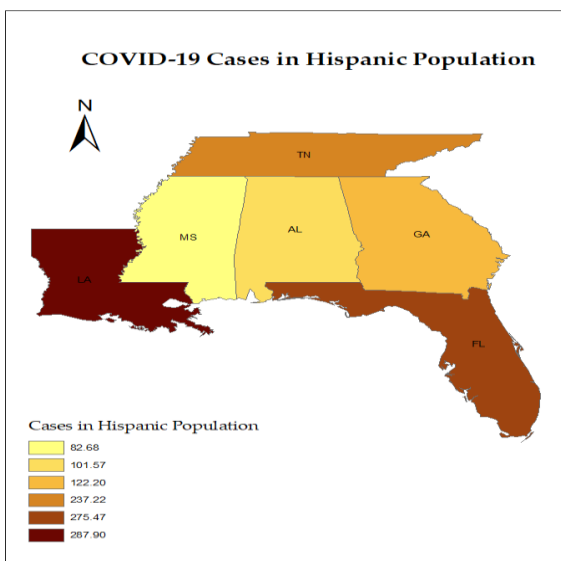 COVID-19 Cases in Hispanic Population
N
TN
MS
AL
GA
LA
FL
Cases in Hispanic Population
82.68
101.57
122.20
237.22
275.47
287.90